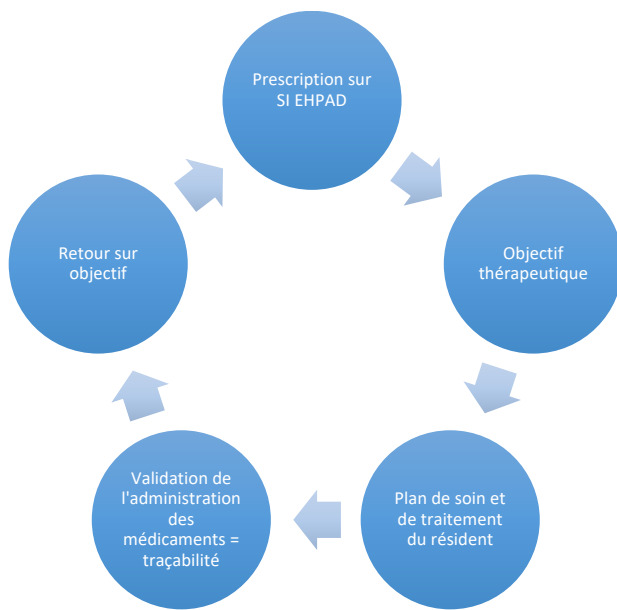 Prescription sur
SI EHPAD
Objectif
thérapeutique
Plan de soin et
de traitement
du résident
Validation de
l'administration
des
médicaments =
traçabilité
Retour sur
objectif